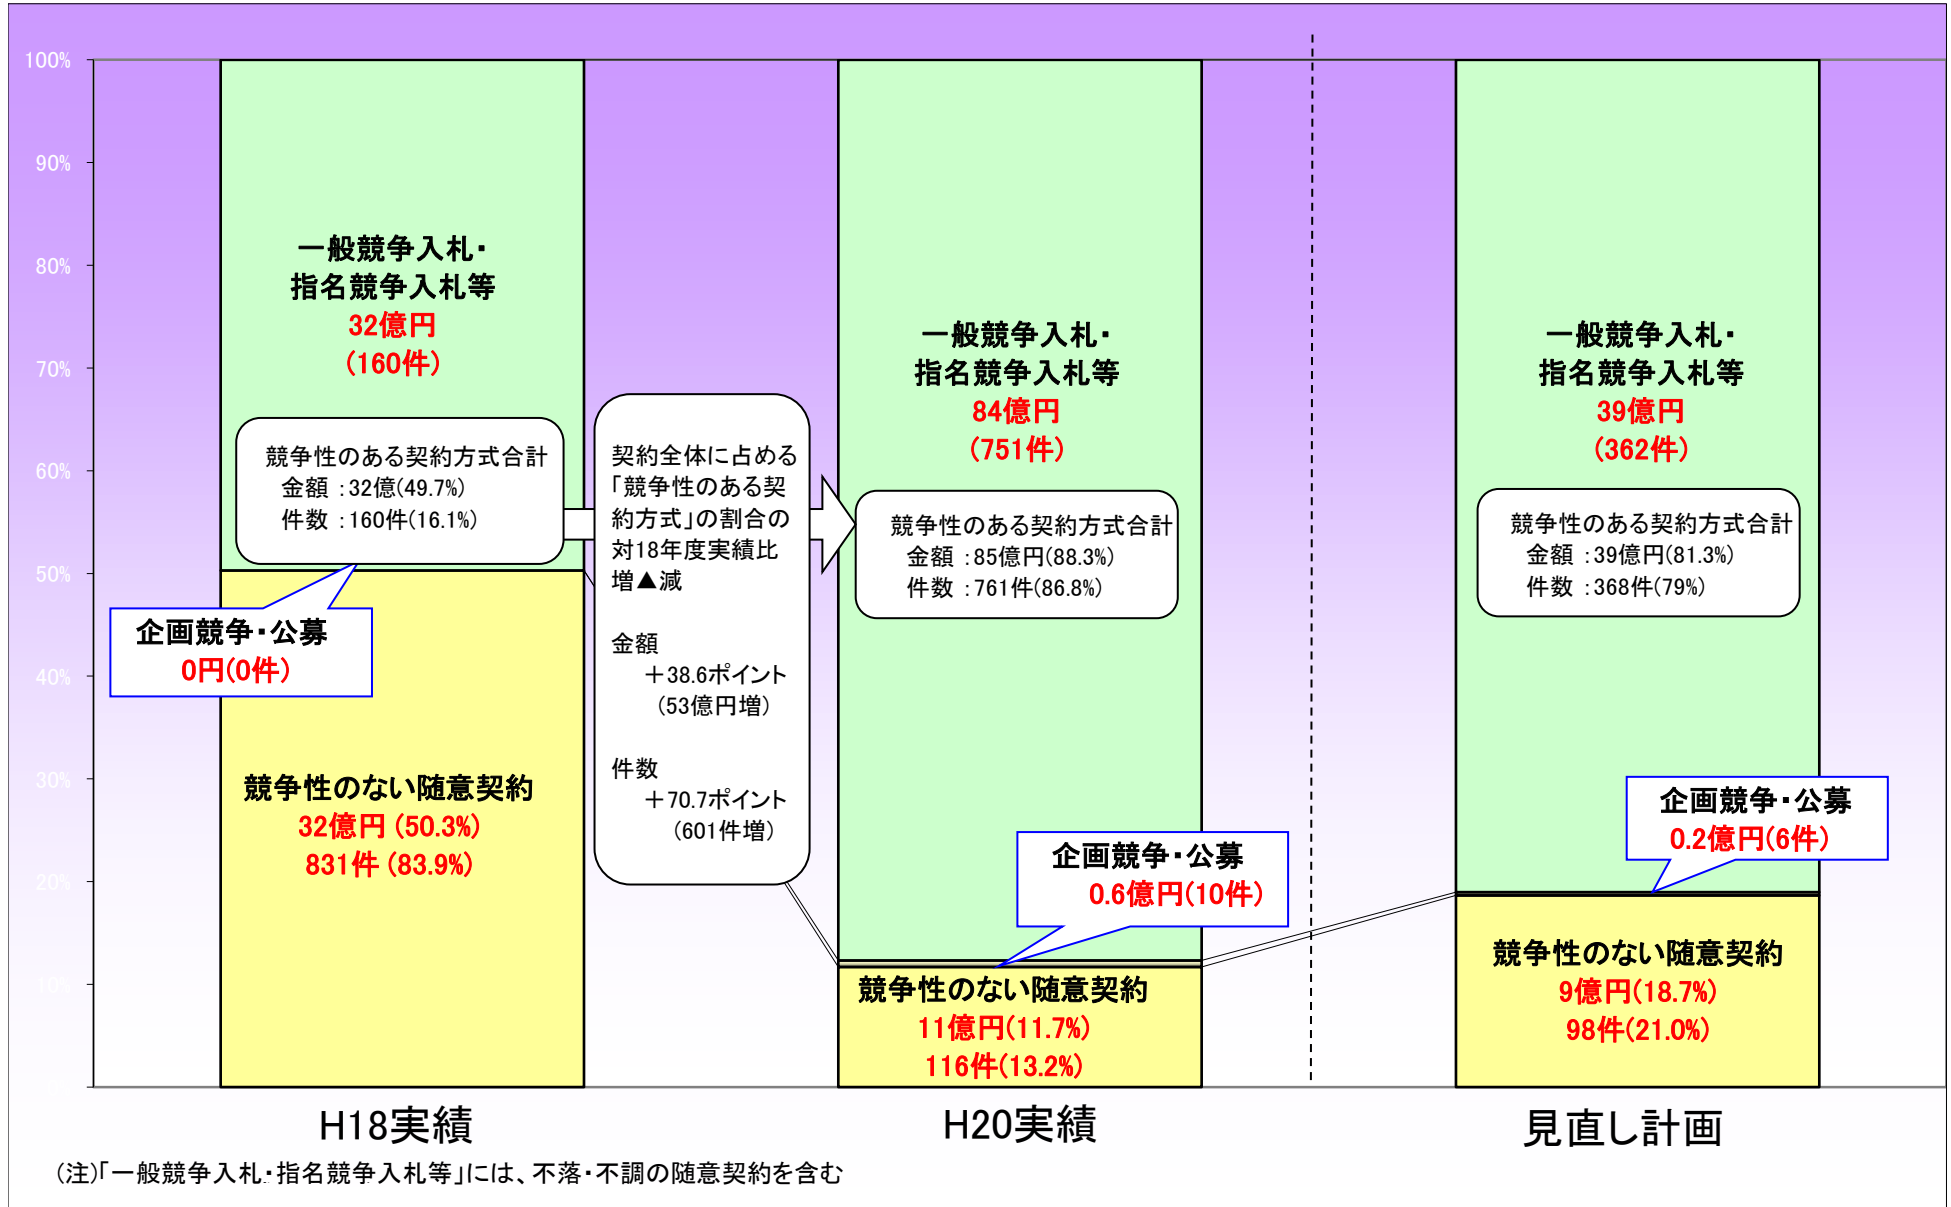 100%
90%
80%
70%
60%
50%
40%
30%
20%
10%
一般競争入札・
指名競争入札等
32億円
(160件)
競争性のある契約方式合計
金額 ：32億(49.7%)
件数 ：160件(16.1%)
企画競争・公募
0円(0件)
競争性のない随意契約
32億円 (50.3%)
831件 (83.9%)
契約全体に占める
「競争性のある契
約方式」の割合の
対18年度実績比
増▲減
金額
＋38.6ポイント
(53億円増)
件数
＋70.7ポイント
(601件増)
一般競争入札・
指名競争入札等
84億円
(751件)
競争性のある契約方式合計
金額 ：85億円(88.3%)
件数 ：761件(86.8%)
企画競争・公募
0.6億円(10件)
競争性のない随意契約
11億円(11.7%)
116件(13.2%)
一般競争入札・
指名競争入札等
39億円
(362件)
競争性のある契約方式合計
金額 ：39億円(81.3%)
件数 ：368件(79%)
企画競争・公募
0.2億円(6件)
競争性のない随意契約
9億円(18.7%)
98件(21.0%)
H18実績
H20実績
見直し計画
(注)「一般競争入札・指名競争入札等」には、不落・不調の随意契約を含む